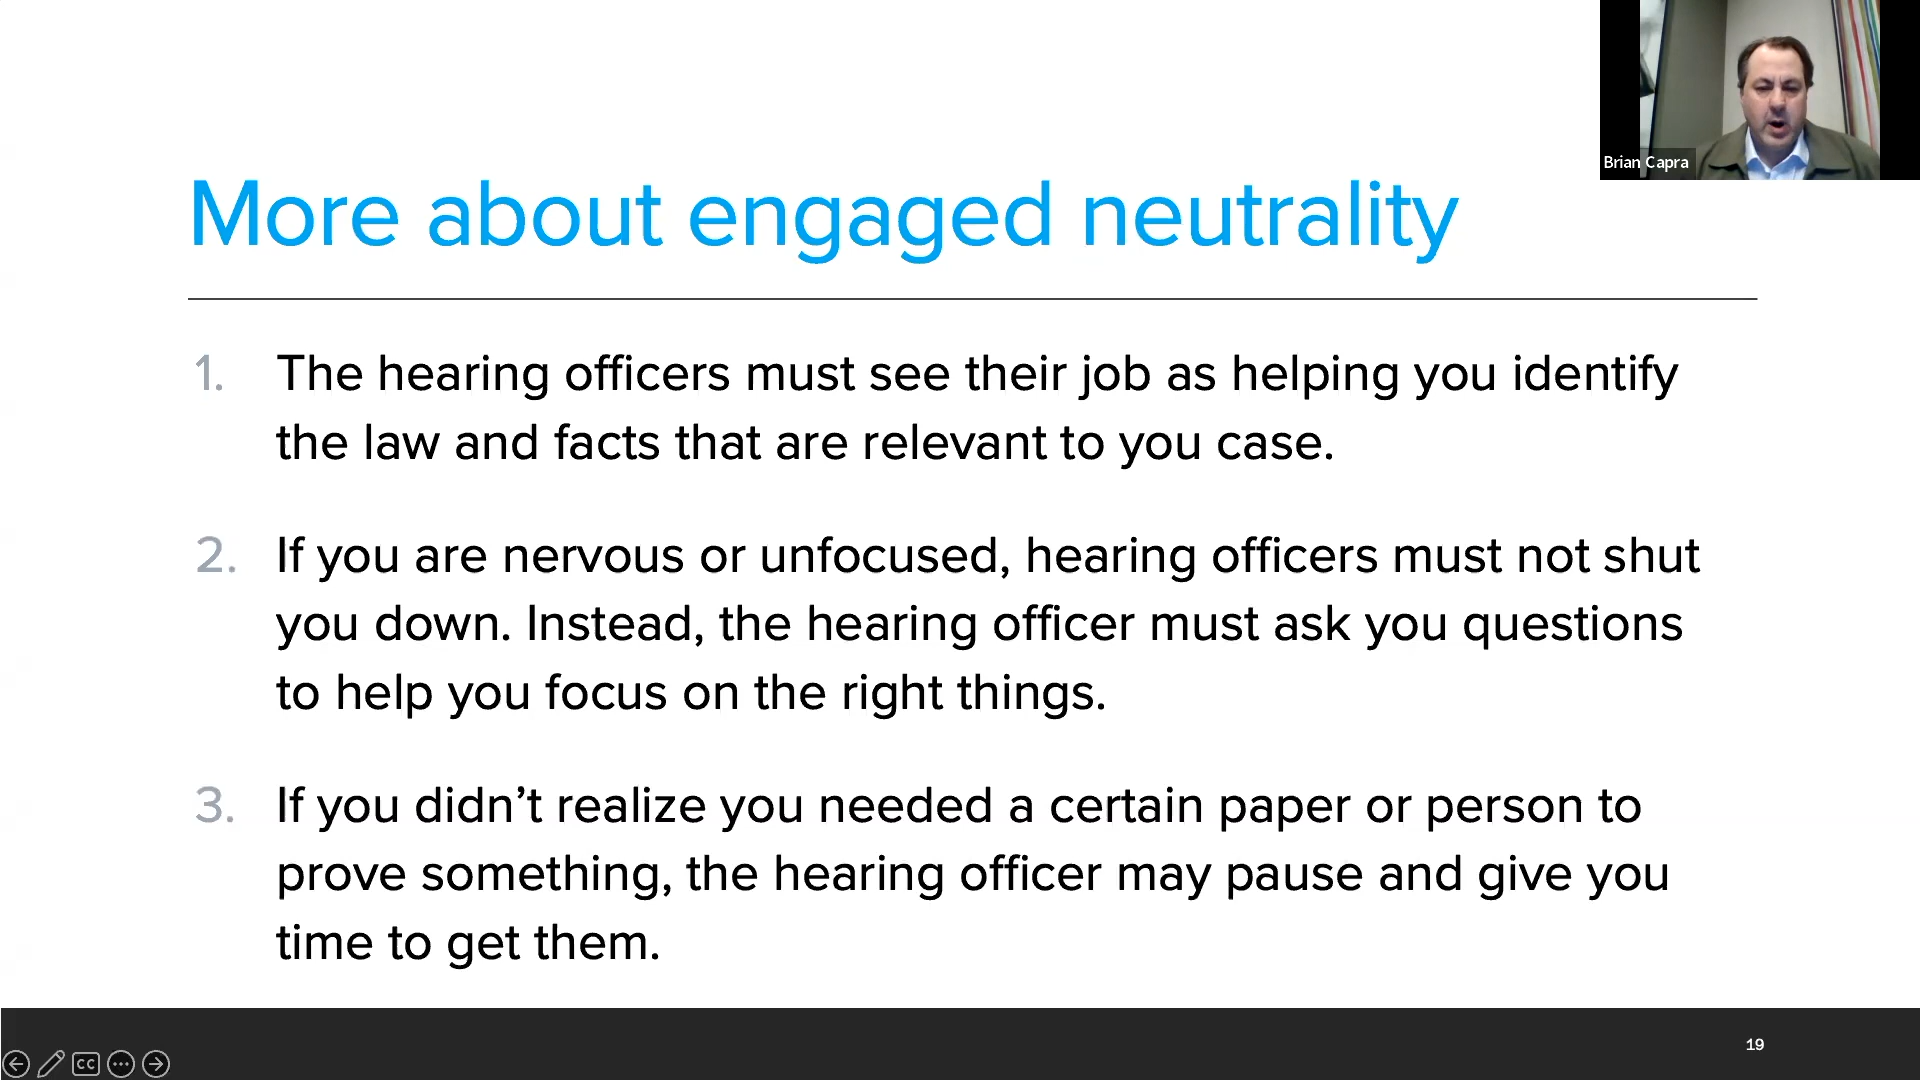 Brian Capra
More about engaged neutrality
1. The hearing officers must see their job as helping you identify
the law and facts that are relevant to you case.
2. If you are nervous or unfocused, hearing officers must not shut
you down. Instead, the hearing officer must ask you questions
to help you focus on the right things.
3. If you didn’t realize you needed a certain paper or person to
prove something, the hearing officer may pause and give you
time to get them.
19
CC